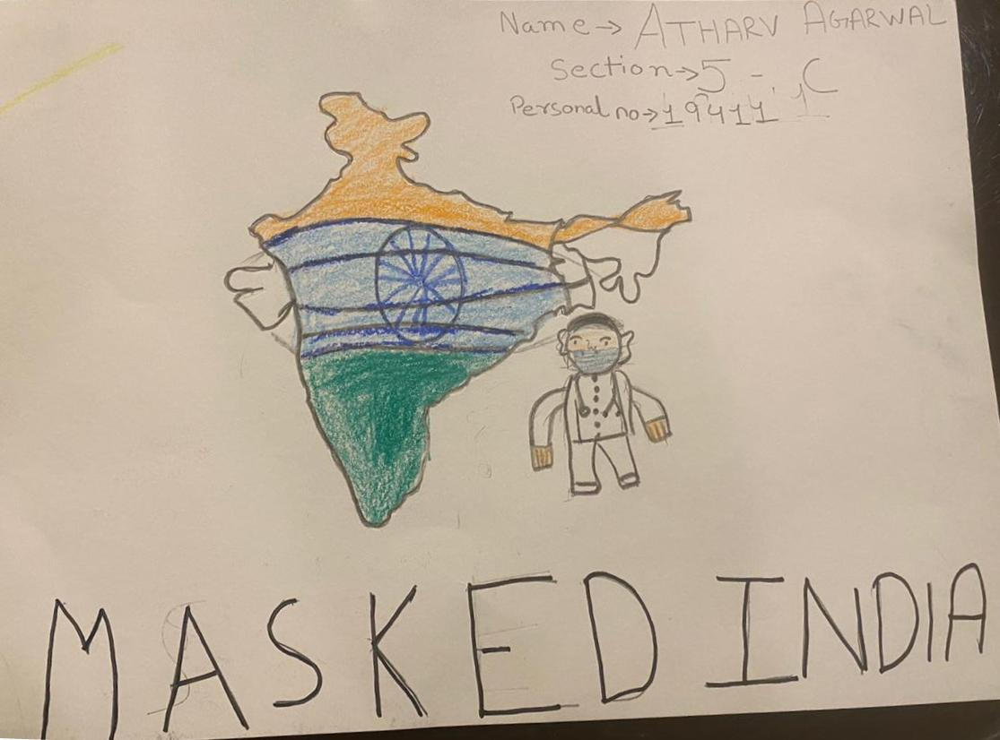 Name→ ATHARV AGARWAL
Section→5 - C
Personal no→19411
MASKED INDIA